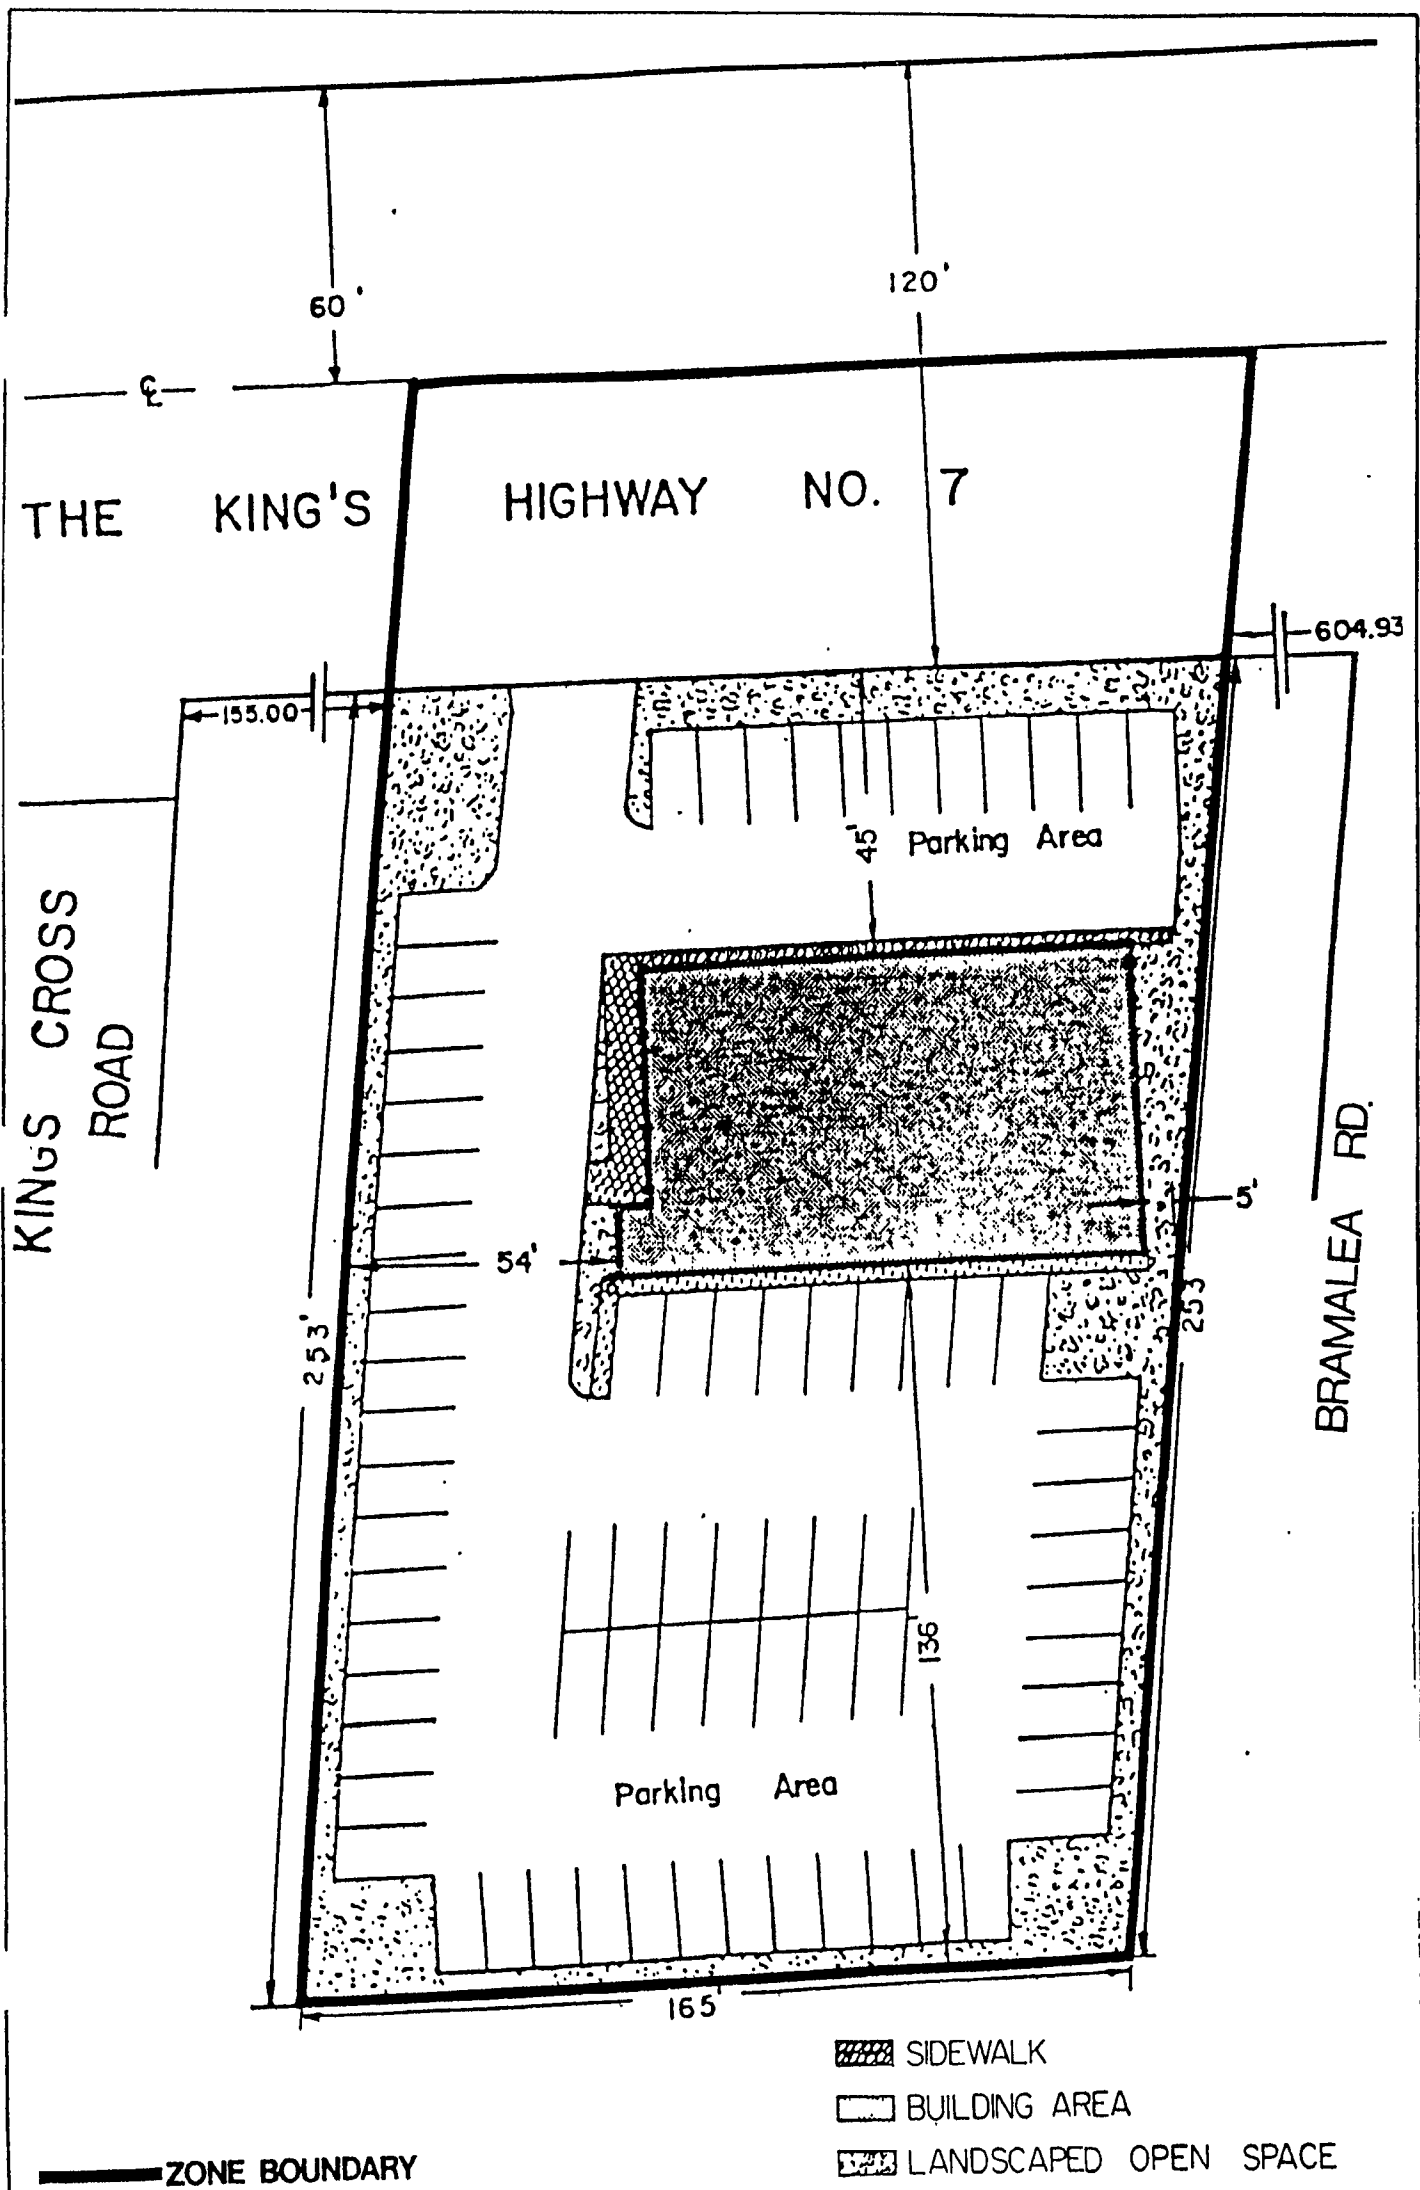 60'
120'
℄
THE KING'S HIGHWAY NO. 7
604.93
155.00
45'
Parking Area
KINGS CROSS
ROAD
5'
54'
253'
253
BRAMALEA RD.
136'
Parking Area
165'
SIDEWALK
BUILDING AREA
LANDSCAPED OPEN SPACE
ZONE BOUNDARY